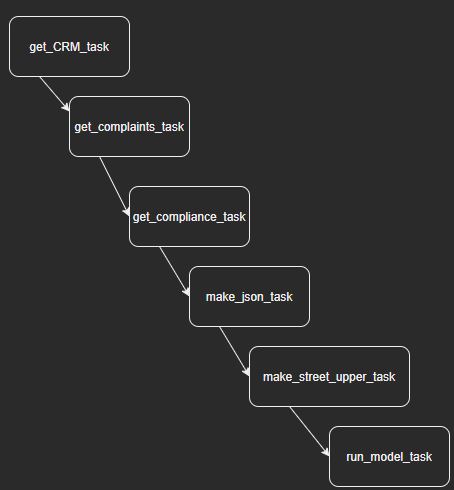 get_CRM_task
get_complaints_task
get_compliance_task
make_json_task
make_street_upper_task
run_model_task